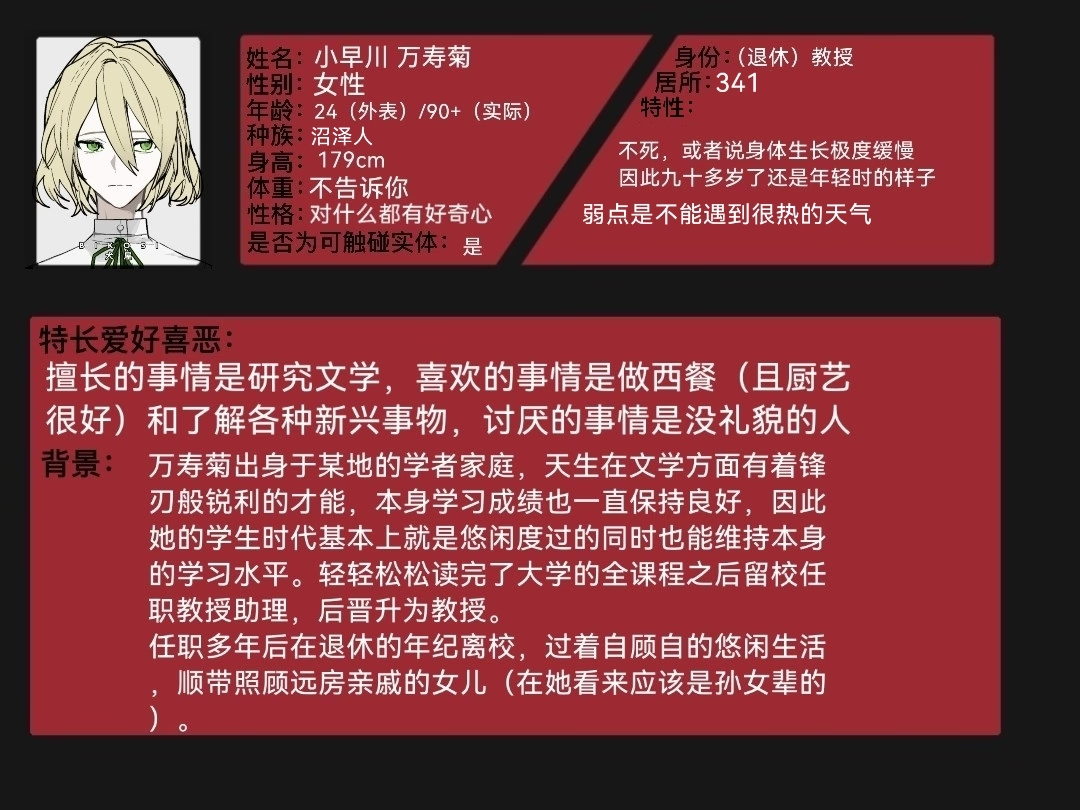 姓名：小早川 万寿菊
性别：女性
年龄：24（外表）/90+（实际）
种族：沼泽人
身高：179cm
体重：不告诉你
性格：对什么都有好奇心
是否为可触碰实体：是
身份：（退休）教授
居所：341
特性：
不死，或者说身体生长极度缓慢
因此九十多岁了还是年轻时的样子
弱点是不能遇到很热的天气
特长爱好喜恶：
擅长的事情是研究文学，喜欢的事情是做西餐（且厨艺
很好）和了解各种新兴事物，讨厌的事情是没礼貌的人
背景：万寿菊出身于某地的学者家庭，天生在文学方面有着锋
刃般锐利的才能，本身学习成绩也一直保持良好，因此
她的学生时代基本上就是悠闲度过的同时也能维持本身
的学习水平。轻轻松松读完了大学的全课程之后留校任
职教授助理，后晋升为教授。
任职多年后在退休的年纪离校，过着自顾自的悠闲生活
，顺带照顾远房亲戚的女儿（在她看来应该是孙女辈的
）。